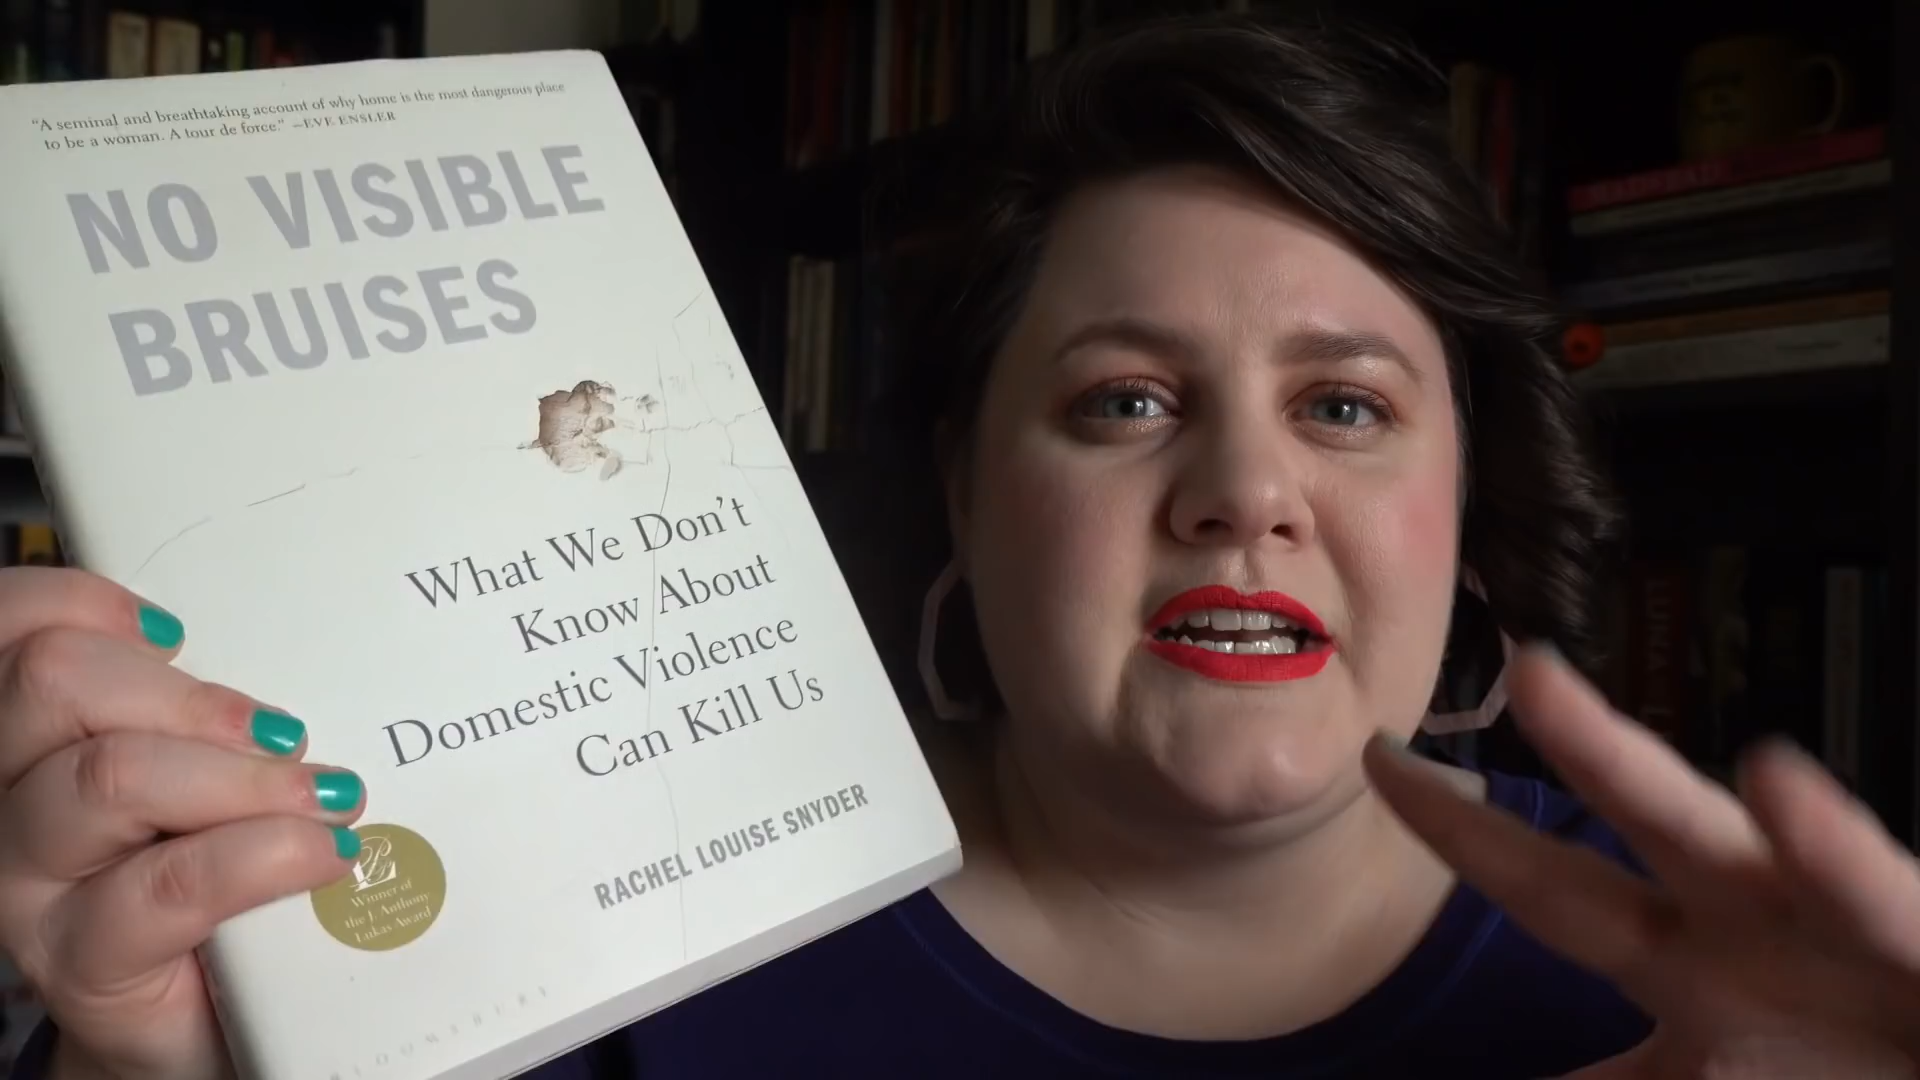 “A seminal and breathtaking account of why home is the most dangerous place
to be a woman. A tour de force.” —EVE ENSLER
NO VISIBLE
BRUISES
What We Don’t
Know About
Domestic Violence
Can Kill Us
RACHEL LOUISE SNYDER
Winner of
the J. Anthony
Lukas Award
BLOOMSBURY